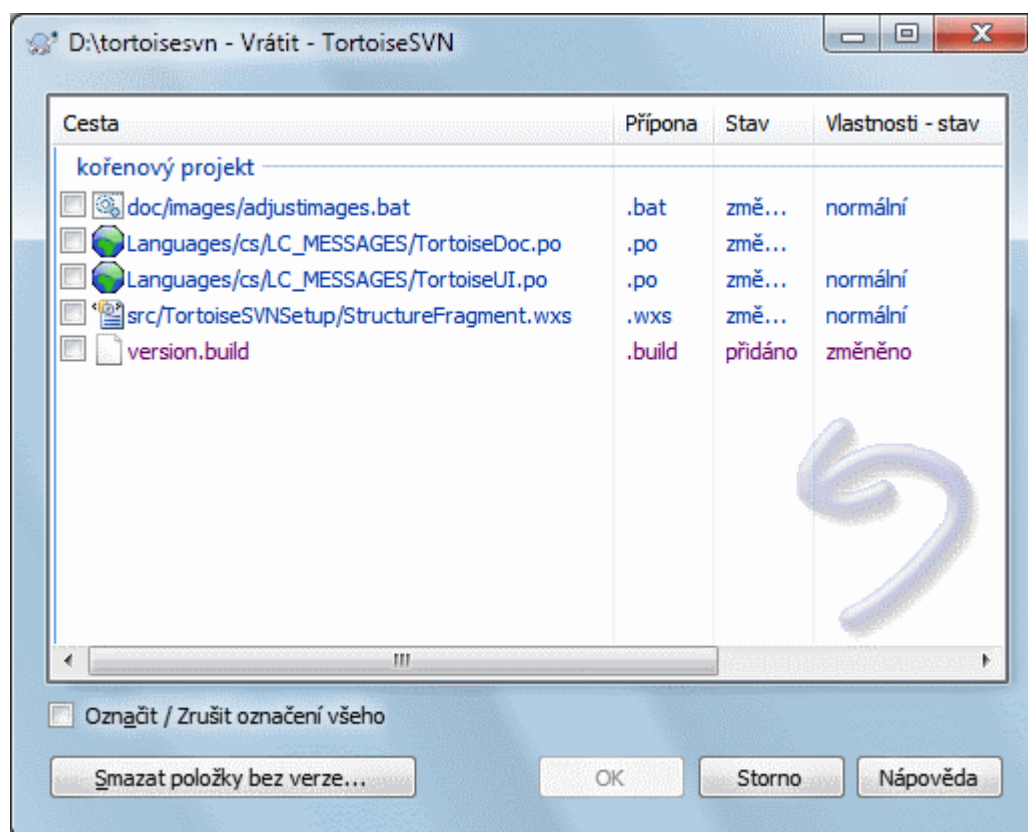 D:\tortoisesvn - Vrátit - TortoiseSVN
Cesta Přípona Stav Vlastnosti - stav
kořenový projekt
doc/images/adjustimages.bat .bat změ... normální
Languages/cs/LC_MESSAGES/TortoiseDoc.po .po změ...
Languages/cs/LC_MESSAGES/TortoiseUI.po .po změ... normální
src/TortoiseSVNSetup/StructureFragment.wxs .wxs změ... normální
version.build .build přidáno změněno
Označit / Zrušit označení všeho
Smazat položky bez verze... OK Storno Nápověda